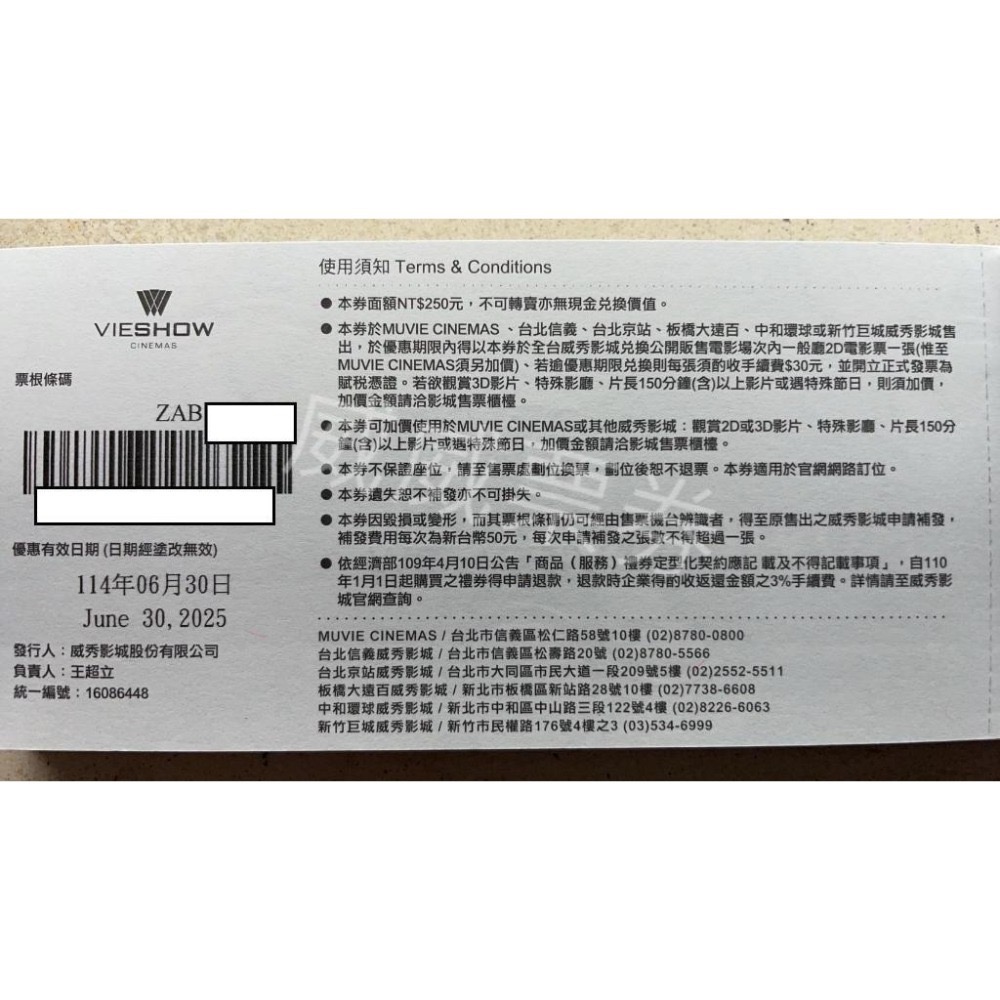 VIESHOW
CINEMAS
票根條碼
ZAB
優惠有效日期 (日期經塗改無效)
114年06月30日
June 30, 2025
發行人：威秀影城股份有限公司
負責人：王超立
統一編號：16086448
使用須知 Terms & Conditions
● 本券面額NT$250元，不可轉賣亦無現金兌換價值。
● 本券於MUVIE CINEMAS、台北信義、台北京站、板橋大遠百、中和環球或新竹巨城威秀影城售
出，於優惠期限內得以本券於全台威秀影城兌換公開販售電影場次內一般廳2D電影票一張(惟至
MUVIE CINEMAS須另加價)、若逾優惠期限兌換則每張須酌收手續費$30元，並開立正式發票為
賦稅憑證。若欲觀賞3D影片、特殊影廳、片長150分鐘(含)以上影片或遇特殊節日，則須加價，
加價金額請洽影城售票櫃檯。
● 本券可加價使用於MUVIE CINEMAS或其他威秀影城：觀賞2D或3D影片、特殊影廳、片長150分
鐘(含)以上影片或遇特殊節日，加價金額請洽影城售票櫃檯。
● 本券不保證座位，請至售票處劃位換票，劃位後恕不退票。本券適用於官網網路訂位。
● 本券遺失恕不補發亦不可掛失。
● 本券因毀損或變形，而其票根條碼仍可經由售票機台辨識者，得至原售出之威秀影城申請補發，
補發費用每次為新台幣50元，每次申請補發之張數不得超過一張。
● 依經濟部109年4月10日公告「商品（服務）禮券定型化契約應記 載及不得記載事項」，自110
年1月1日起購買之禮券得申請退款，退款時企業得酌收返還金額之3%手續費。詳情請至威秀影
城官網查詢。
MUVIE CINEMAS / 台北市信義區松仁路58號10樓 (02)8780-0800
台北信義威秀影城 / 台北市信義區松壽路20號 (02)8780-5566
台北京站威秀影城 / 台北市大同區市民大道一段209號5樓 (02)2552-5511
板橋大遠百威秀影城 / 新北市板橋區新站路28號10樓 (02)7738-6608
中和環球威秀影城 / 新北市中和區中山路三段122號4樓 (02)8226-6063
新竹巨城威秀影城 / 新竹市民權路176號4樓之3 (03)534-6999